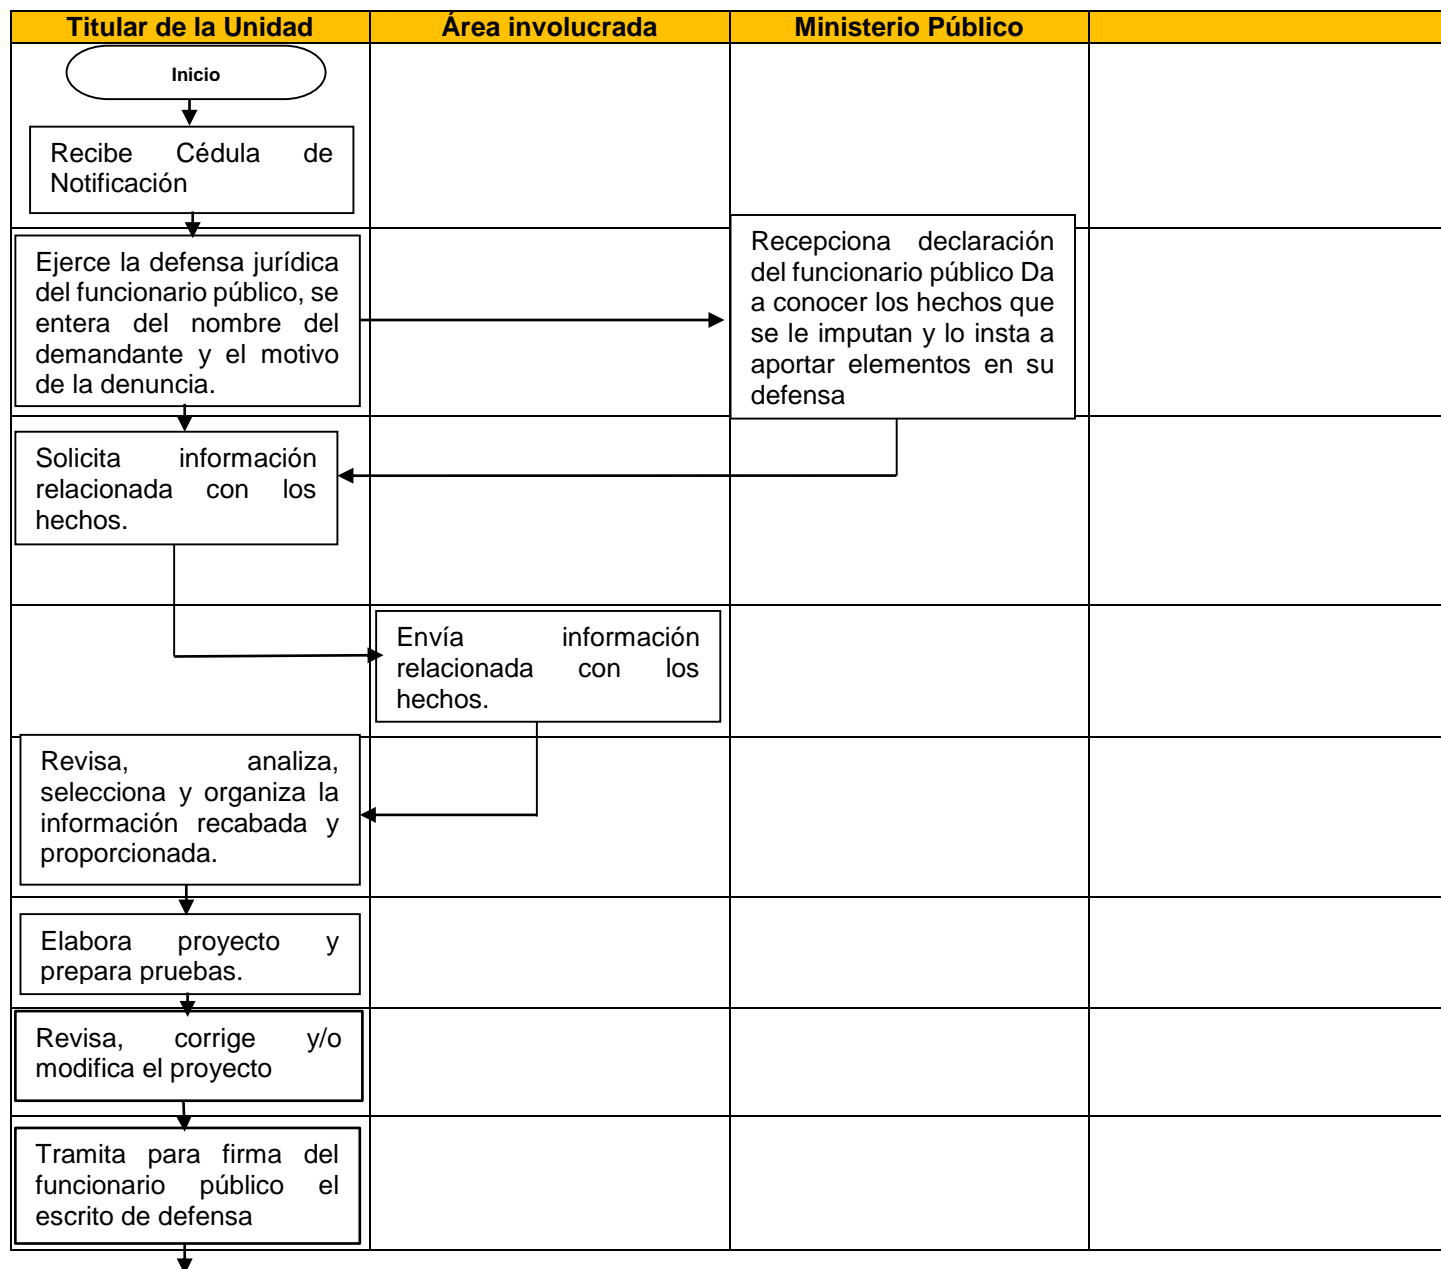 Titular de la Unidad
Área involucrada
Ministerio Público
Inicio
Recibe Cédula de
Notificación
Ejerce la defensa jurídica
del funcionario público, se
entera del nombre del
demandante y el motivo
de la denuncia.
Recepciona declaración
del funcionario público Da
a conocer los hechos que
se le imputan y lo insta a
aportar elementos en su
defensa
Solicita información
relacionada con los
hechos.
Envía información
relacionada con los
hechos.
Revisa, analiza,
selecciona y organiza la
información recabada y
proporcionada.
Elabora proyecto y
prepara pruebas.
Revisa, corrige y/o
modifica el proyecto
Tramita para firma del
funcionario público el
escrito de defensa